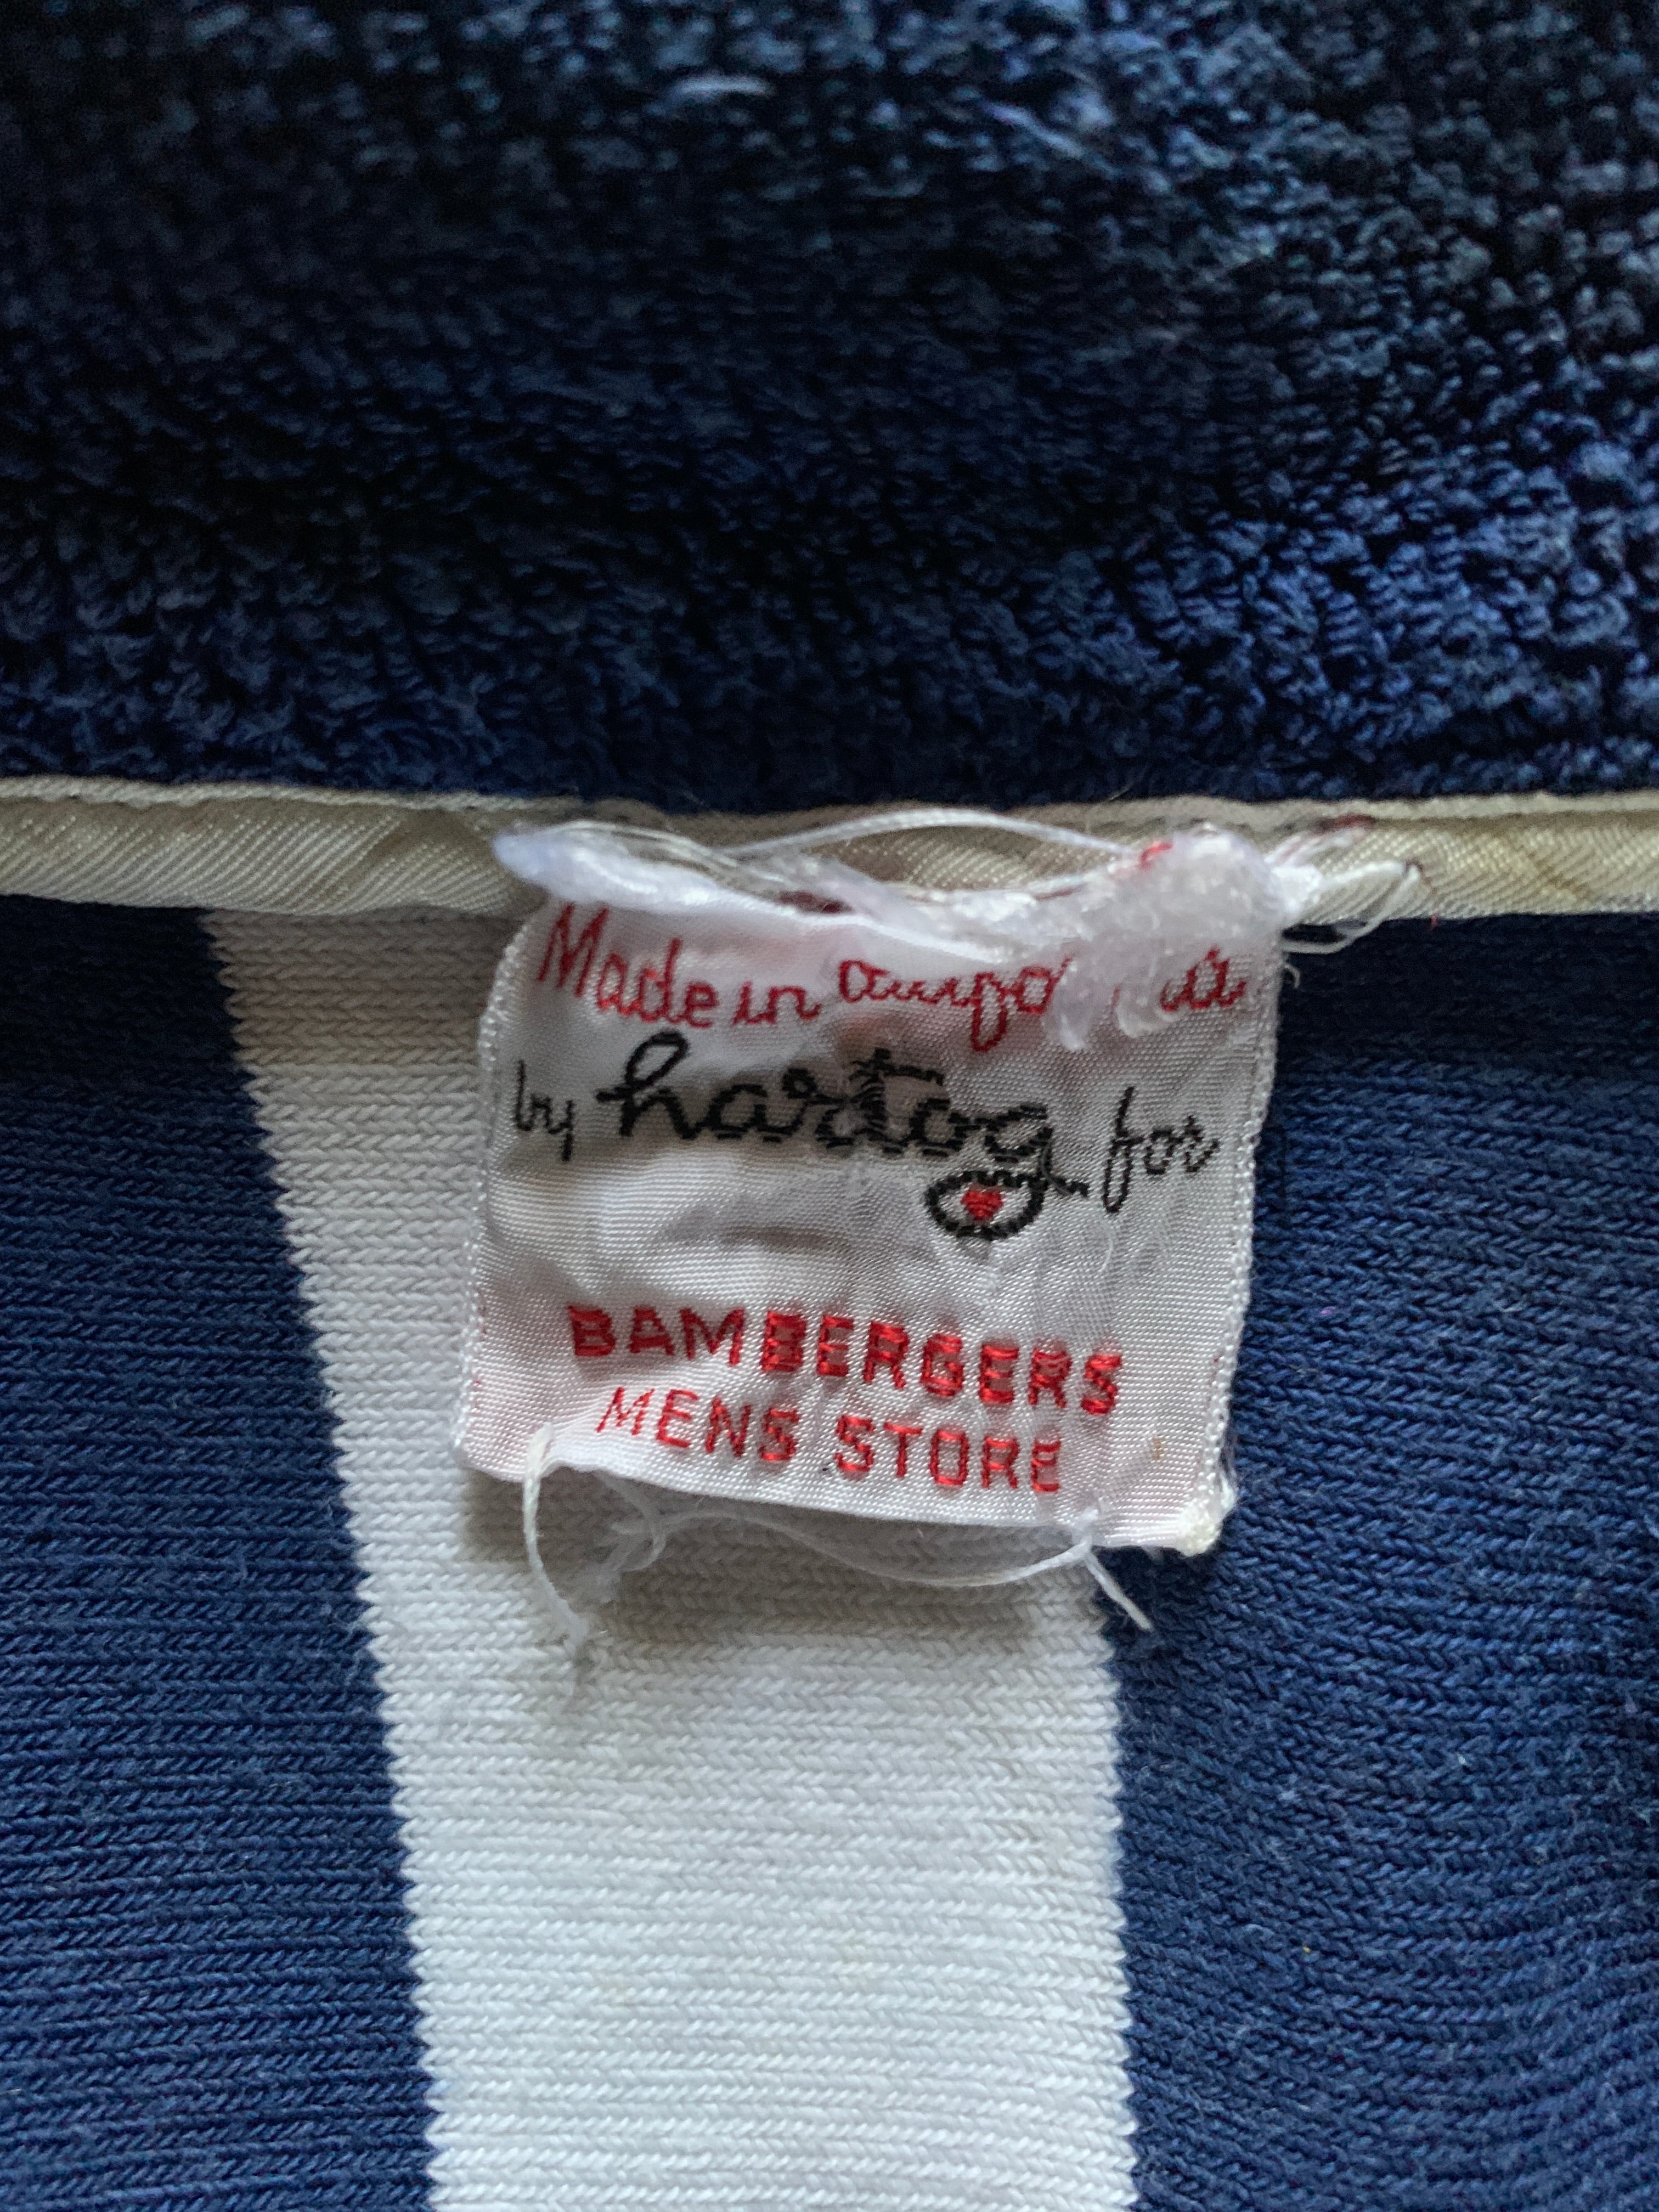 Made in
by hartog for
BAMBERGERS
MENS STORE